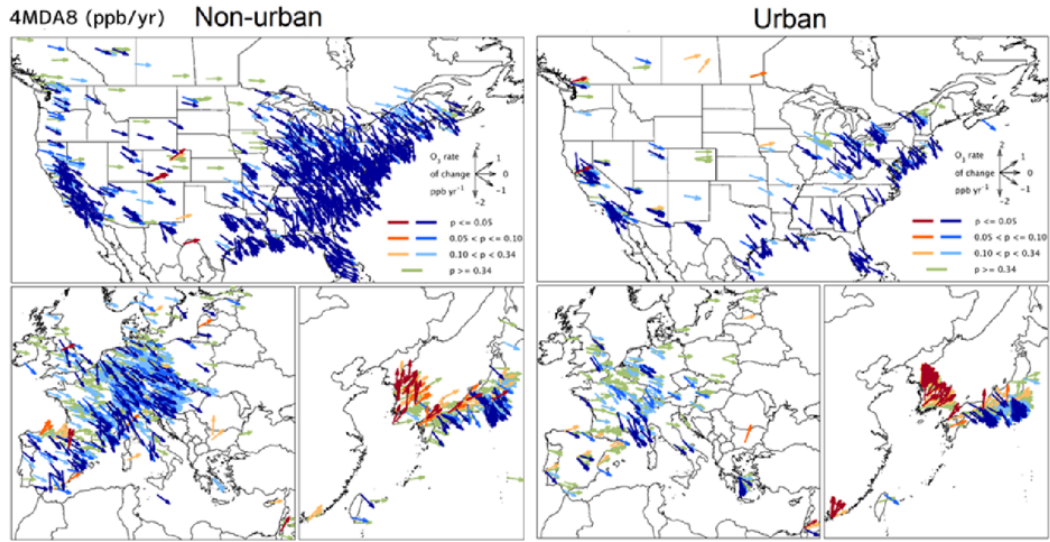 4MDA8 (ppb/yr) Non-urban Urban
O₃ rate
of change
ppb yr⁻¹
2
1
0
-1
-2
p <= 0.05
0.05 < p <= 0.10
0.10 < p < 0.34
p >= 0.34
O₃ rate
of change
ppb yr⁻¹
2
1
0
-1
-2
p <= 0.05
0.05 < p <= 0.10
0.10 < p < 0.34
p >= 0.34